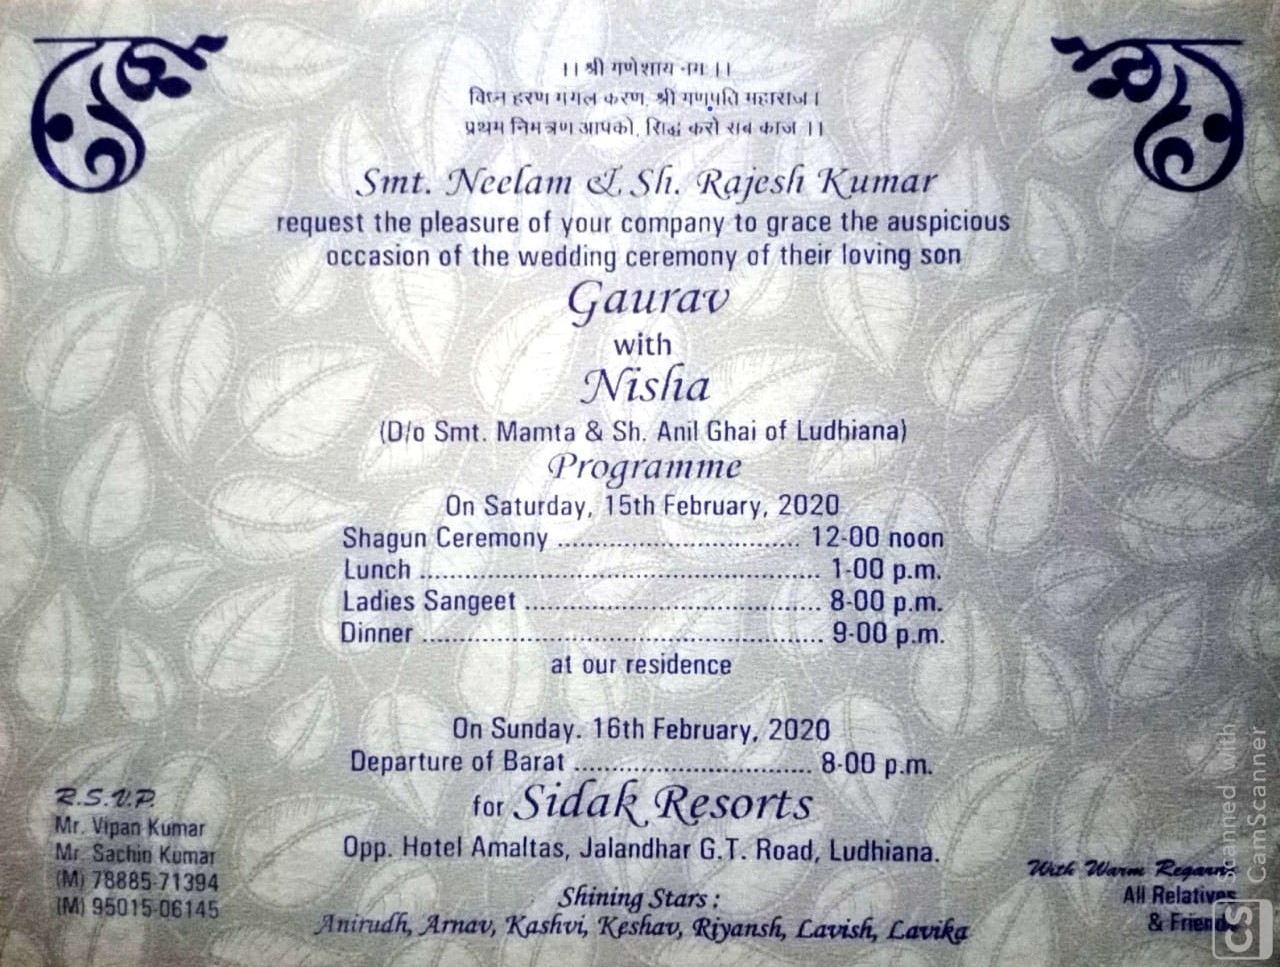 ।। श्री गणेशाय नमः ।।
विघ्न हरण मंगल करण, श्री गणपति महाराज।
प्रथम निमंत्रण आपको, सिद्ध करो सब काज ।।
Smt. Neelam & Sh. Rajesh Kumar
request the pleasure of your company to grace the auspicious
occasion of the wedding ceremony of their loving son
Gaurav
with
Nisha
(D/o Smt. Mamta & Sh. Anil Ghai of Ludhiana)
Programme
On Saturday, 15th February, 2020
Shagun Ceremony ................................ 12-00 noon
Lunch ..................................................... 1-00 p.m.
Ladies Sangeet ....................................... 8-00 p.m.
Dinner ..................................................... 9-00 p.m.
at our residence
On Sunday. 16th February, 2020
Departure of Barat ............................... 8-00 p.m.
for Sidak Resorts
Opp. Hotel Amaltas, Jalandhar G.T. Road, Ludhiana.
Shining Stars :
Anirudh, Arnav, Kashvi, Keshav, Riyansh, Lavish, Lavika
R.S.V.P.
Mr. Vipan Kumar
Mr. Sachin Kumar
(M) 78885-71394
(M) 95015-06145
With Warm Regards
All Relatives
& Friends
Scanned with
CamScanner
CS